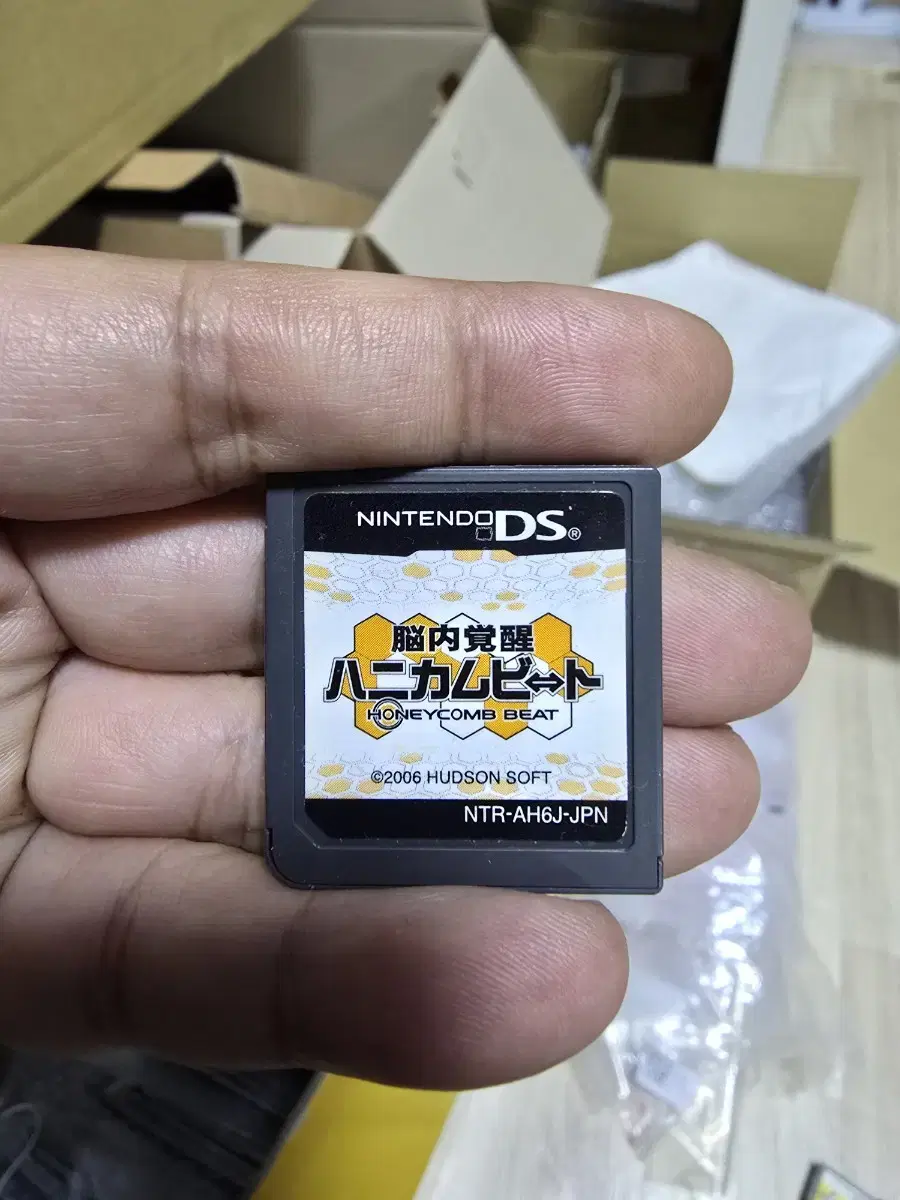 NINTENDO DS®
脳内覚醒
ハニカムビート
HONEYCOMB BEAT
©2006 HUDSON SOFT
NTR-AH6J-JPN